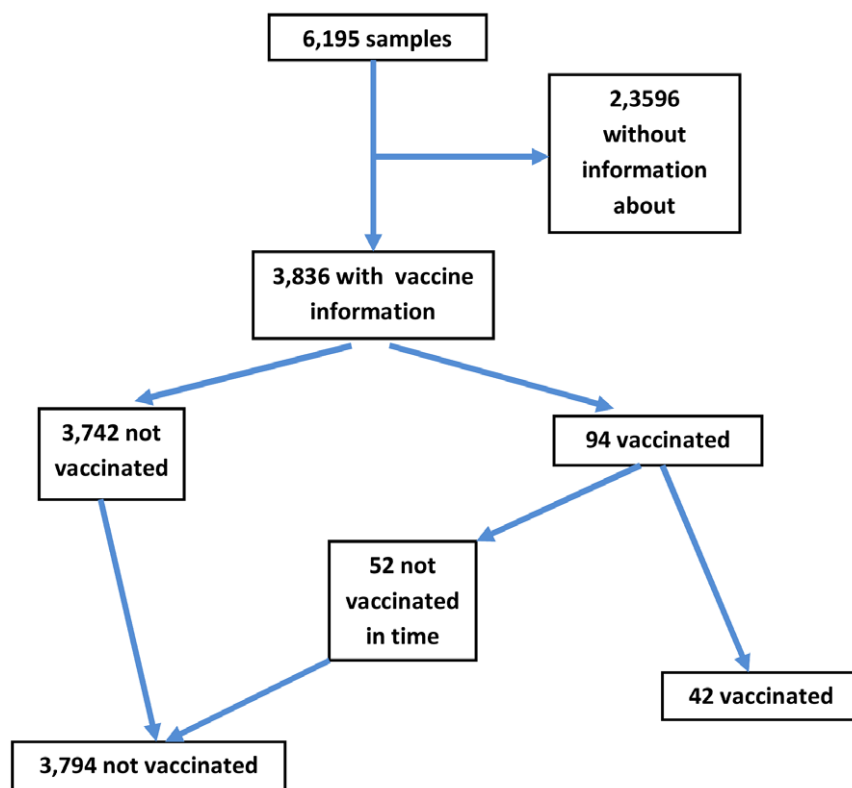 6,195 samples
2,3596
without
information
about
3,836 with vaccine
information
3,742 not
vaccinated
94 vaccinated
52 not
vaccinated
in time
42 vaccinated
3,794 not vaccinated